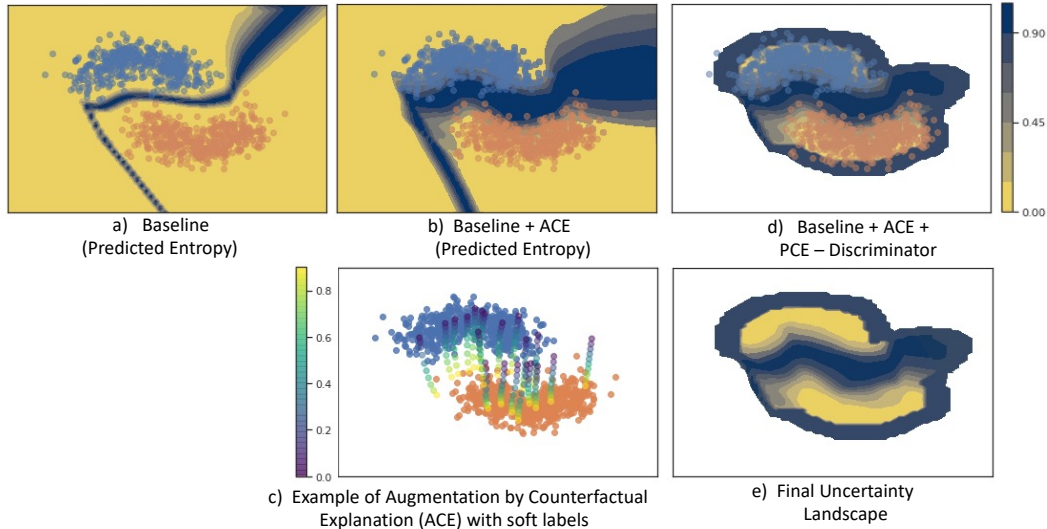 a) Baseline
(Predicted Entropy)
b) Baseline + ACE
(Predicted Entropy)
0.90
0.45
0.00
d) Baseline + ACE +
PCE – Discriminator
0.8
0.6
0.4
0.2
0.0
c) Example of Augmentation by Counterfactual
Explanation (ACE) with soft labels
e) Final Uncertainty
Landscape